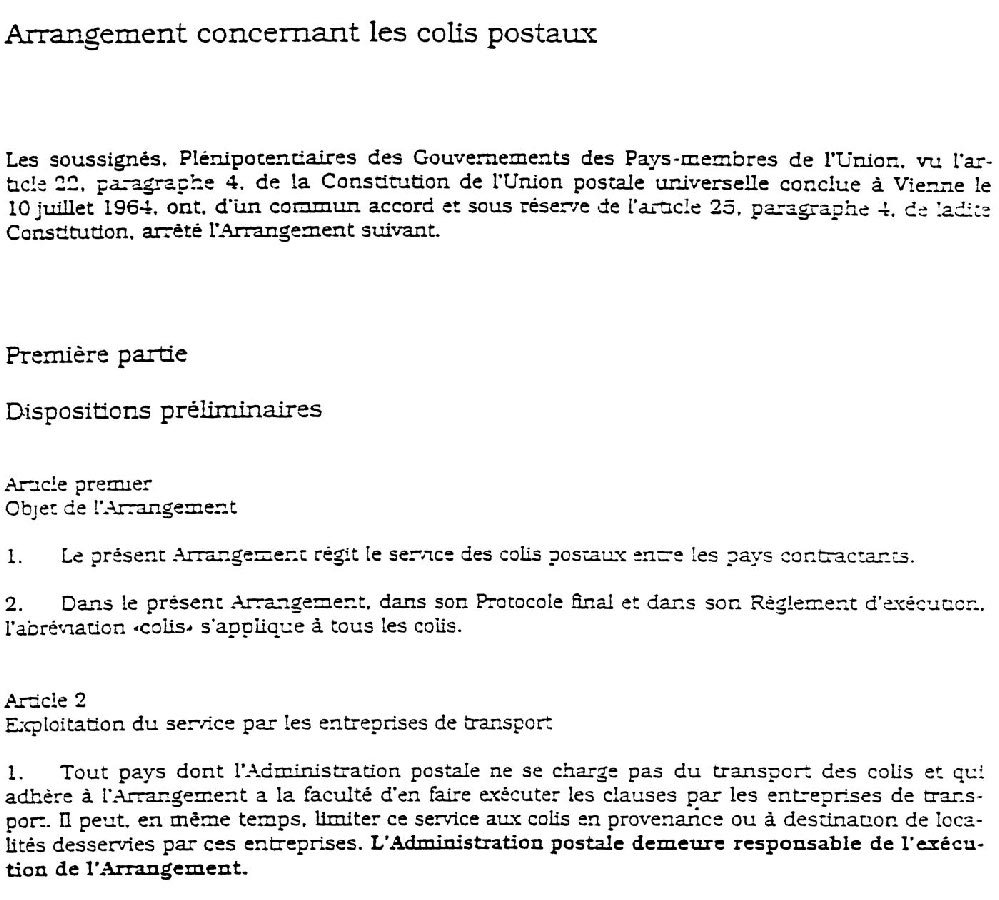 Arrangement concernant les colis postaux
Les soussignés, Plénipotentiaires des Gouvernements des Pays-membres de l'Union, vu l'ar-
ticle 22, paragraphe 4, de la Constitution de l'Union postale universelle conclue à Vienne le
10 juillet 1964, ont, d'un commun accord et sous réserve de l'article 25, paragraphe 4, de ladite
Constitution, arrêté l'Arrangement suivant.
Première partie
Dispositions préliminaires
Article premier
Objet de l'Arrangement
1. Le présent Arrangement régit le service des colis postaux entre les pays contractants.
2. Dans le présent Arrangement, dans son Protocole final et dans son Règlement d'exécution,
l'abréviation «colis» s'applique à tous les colis.
Article 2
Exploitation du service par les entreprises de transport
1. Tout pays dont l'Administration postale ne se charge pas du transport des colis et qui
adhère à l'Arrangement a la faculté d'en faire exécuter les clauses par les entreprises de trans-
port. Il peut, en même temps, limiter ce service aux colis en provenance ou à destination de loca-
lités desservies par ces entreprises. L'Administration postale demeure responsable de l'exécu-
tion de l'Arrangement.